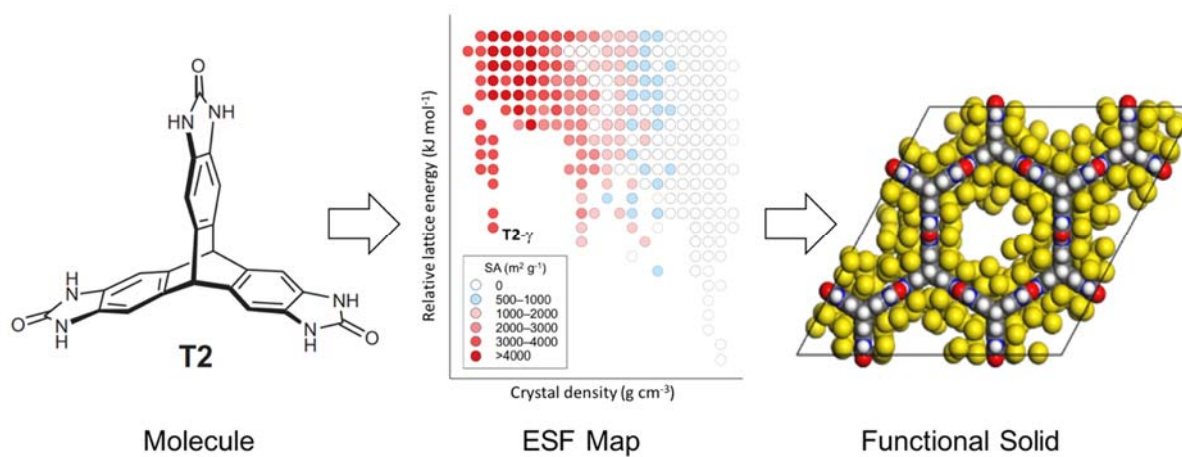 O
HN
NH
H
N
O
N
H
H
N
O
N
H
T2
Molecule
Relative lattice energy (kJ mol⁻¹)
T2-γ
SA (m² g⁻¹)
0
500–1000
1000–2000
2000–3000
3000–4000
>4000
Crystal density (g cm⁻³)
ESF Map
Functional Solid